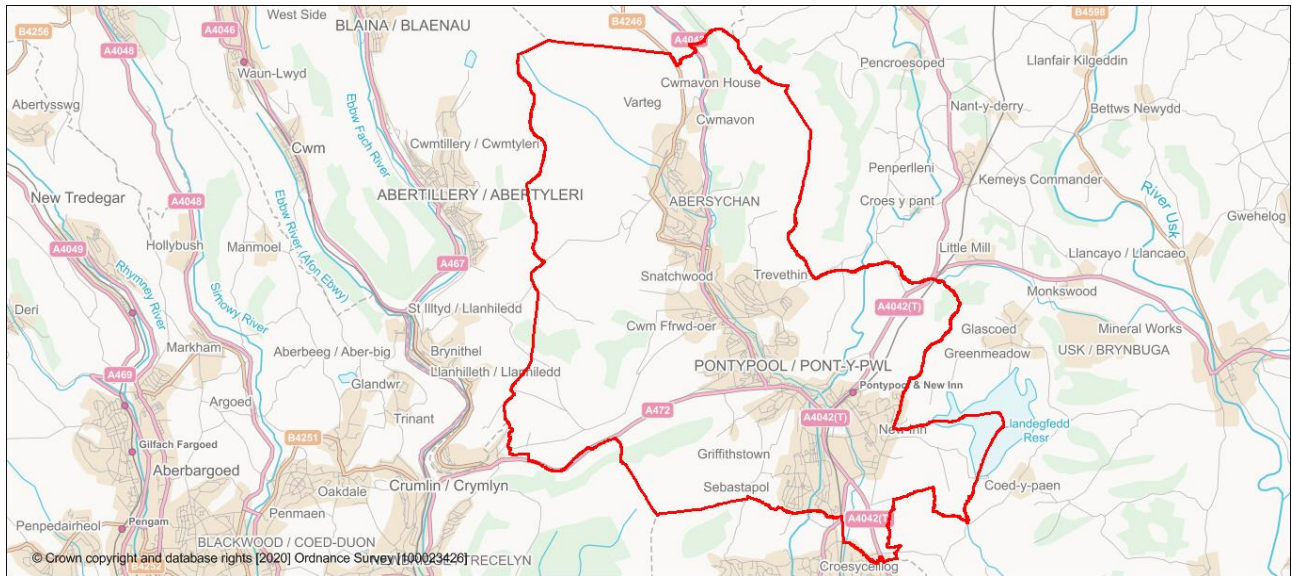 B4256
A4048
A4046
West Side
BLAINA / BLAENAU
B4246
A4043
B4598
Waun-Lwyd
Abertysswg
Varteg
Cwmavon House
Cwmavon
Pencroesoped
Llanfair Kilgeddin
Nant-y-derry
Bettws Newydd
Ebbw Fach River
Cwm
Cwmtillery / Cwmtyleri
Penperlleni
Kemeys Commander
New Tredegar
A4048
ABERTILLERY / ABERTYLERI
ABERSYCHAN
Croes y pant
River Usk
Gwehelog
Ebbw River (Afon Ebwy)
A4049
Hollybush
Manmoel
A467
Little Mill
Llancayo / Llancaeo
Rhymney River
Sirhowy River
Snatchwood
Trevethin
Monkswood
Deri
St Illtyd / Llanhiledd
A4042(T)
Cwm Ffrwd-oer
Glascoed
Mineral Works
Markham
Aberbeeg / Aber-big
Brynithel
Greenmeadow
USK / BRYNBUGA
A469
Llanhilleth / Llanhiledd
PONTYPOOL / PONT-Y-PWL
Glandwr
Pontypool & New Inn
Argoed
Trinant
A472
A4042(T)
Llandegfedd
Resr
New Inn
B4251
Gilfach Fargoed
Griffithstown
Aberbargoed
Crumlin / Crymlyn
Sebastopol
Coed-y-paen
Oakdale
Penmaen
A4042(T)
Penpedairheol
Pengam
BLACKWOOD / COED-DUON
© Crown copyright and database rights [2020] Ordnance Survey [100023426]
TRECELYN
B4252
Croesyceiliog